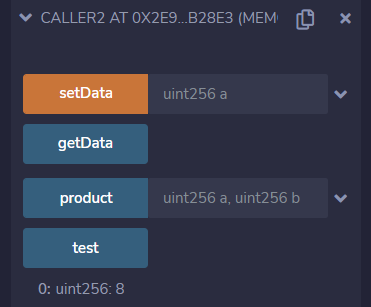 CALLER2 AT 0X2E9...B28E3 (MEM
setData uint256 a
getData
product uint256 a, uint256 b
test
0: uint256: 8